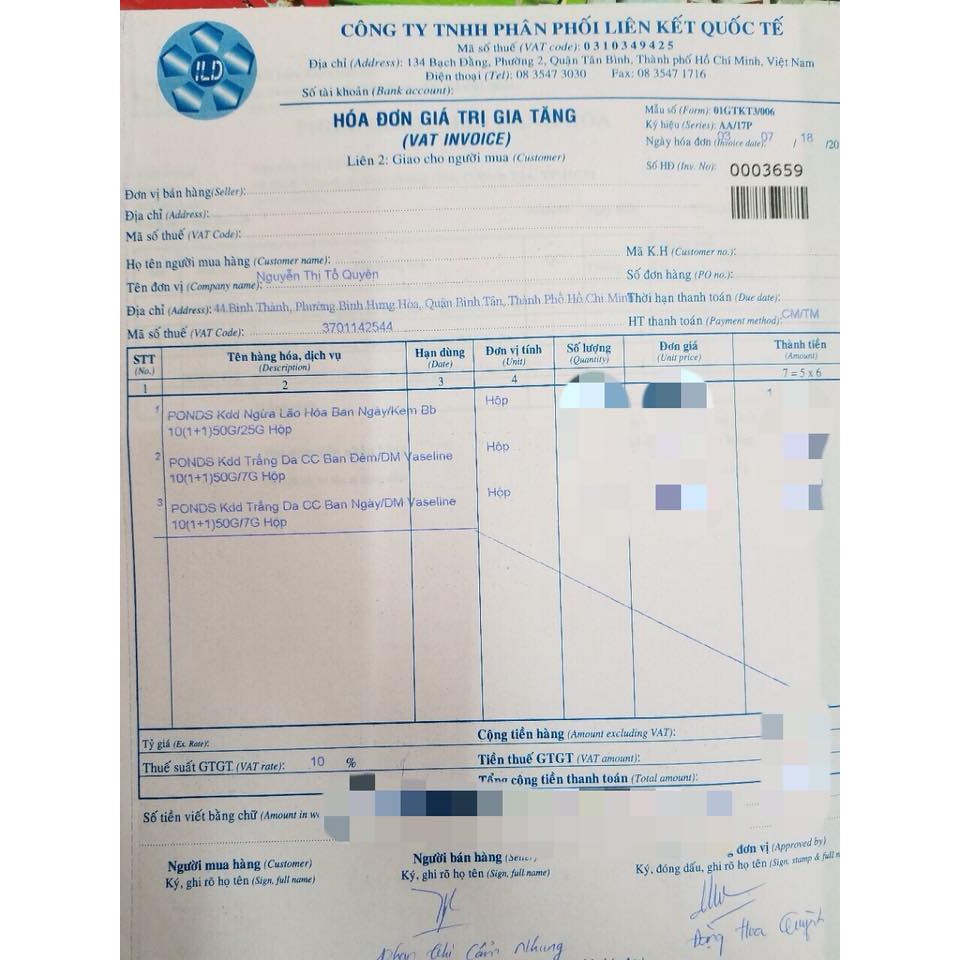 ILD
CÔNG TY TNHH PHÂN PHỐI LIÊN KẾT QUỐC TẾ
Mã số thuế (VAT code): 0310349425
Địa chỉ (Address): 134 Bạch Đằng, Phường 2, Quận Tân Bình, Thành phố Hồ Chí Minh, Việt Nam
Điện thoại (Tel): 08 3547 3030 Fax: 08 3547 1716
Số tài khoản (Bank account):
HÓA ĐƠN GIÁ TRỊ GIA TĂNG
(VAT INVOICE)
Liên 2: Giao cho người mua (Customer)
Mẫu số (Form): 01GTKT3/006
Ký hiệu (Series): AA/17P
Ngày hóa đơn (Invoice date): 03 07 / 18 /20
Số HĐ (Inv. No): 0003659
Đơn vị bán hàng(Seller):
Địa chỉ (Address):
Mã số thuế (VAT Code):
Họ tên người mua hàng (Customer name):
Mã K.H (Customer no.):
Tên đơn vị (Company name): Nguyễn Thị Tố Quyên
Số đơn hàng (PO no.):
Địa chỉ (Address): 44 Bình Thành, Phường Bình Hưng Hòa, Quận Bình Tân, Thành Phố Hồ Chí Minh
Thời hạn thanh toán (Due date):
Mã số thuế (VAT Code): 3701142544
HT thanh toán (Payment method): CM/TM
STT (No.) Tên hàng hóa, dịch vụ (Description) Hạn dùng (Date) Đơn vị tính (Unit) Số lượng (Quantity) Đơn giá (Unit price) Thành tiền (Amount)
1 2 3 4 7 = 5 x 6
1 PONDS Kdd Ngừa Lão Hóa Ban Ngày/Kem Bb Hộp 1
10(1+1)50G/25G Hộp
2 PONDS Kdd Trắng Da CC Ban Đêm/DM Vaseline Hộp
10(1+1)50G/7G Hộp
3 PONDS Kdd Trắng Da CC Ban Ngày/DM Vaseline Hộp
10(1+1)50G/7G Hộp
Tỷ giá (Ex. Rate):
Cộng tiền hàng (Amount excluding VAT):
Thuế suất GTGT (VAT rate): 10 %
Tiền thuế GTGT (VAT amount):
Tổng cộng tiền thanh toán (Total amount):
Số tiền viết bằng chữ (Amount in w
Người mua hàng (Customer)
Ký, ghi rõ họ tên (Sign, full name)
Người bán hàng (Seller)
Ký, ghi rõ họ tên (Sign, full name)
đơn vị (Approved by)
Ký, đóng dấu, ghi rõ họ tên (Sign, stamp & full n
Phan Thị Cẩm Nhung
Đặng Hoa Quỳnh